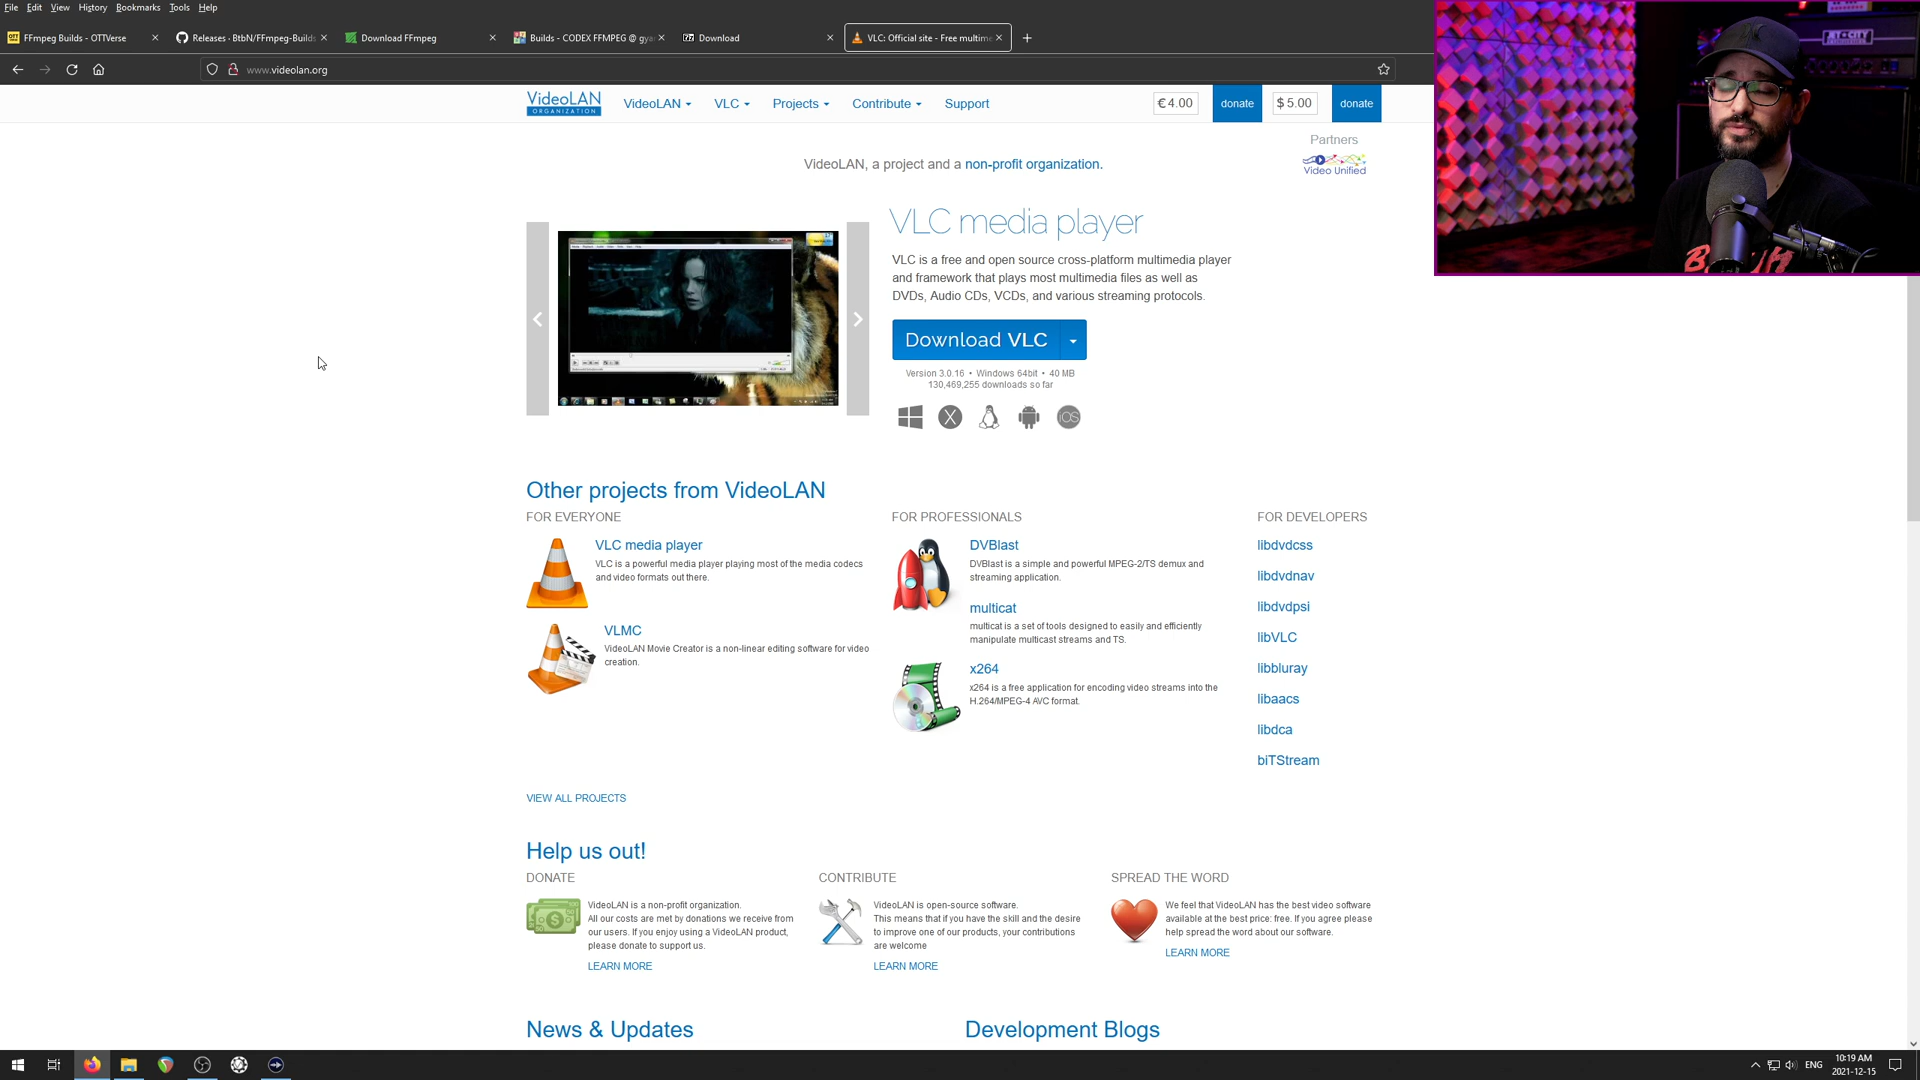 File Edit View History Bookmarks Tools Help
FFmpeg Builds - OTTVerse
Releases · BtbN/FFmpeg-Builds
Download FFmpeg
Builds - CODEX FFMPEG @ gya
Download
VLC: Official site - Free multim
www.videolan.org
VideoLAN
ORGANIZATION
VideoLAN
VLC
Projects
Contribute
Support
€ 4.00
donate
$ 5.00
donate
Partners
Video Unified
VideoLAN, a project and a non-profit organization.
VLC media player
VLC is a free and open source cross-platform multimedia player
and framework that plays most multimedia files as well as
DVDs, Audio CDs, VCDs, and various streaming protocols.
Download VLC
Version 3.0.16 • Windows 64bit • 40 MB
130,469,255 downloads so far
X
iOS
Other projects from VideoLAN
FOR EVERYONE
VLC media player
VLC is a powerful media player playing most of the media codecs
and video formats out there.
VLMC
VideoLAN Movie Creator is a non-linear editing software for video
creation.
FOR PROFESSIONALS
DVBlast
DVBlast is a simple and powerful MPEG-2/TS demux and
streaming application.
multicat
multicat is a set of tools designed to easily and efficiently
manipulate multicast streams and TS.
x264
x264 is a free application for encoding video streams into the
H.264/MPEG-4 AVC format.
FOR DEVELOPERS
libdvdcss
libdvdnav
libdvdpsi
libVLC
libbluray
libaacs
libdca
biTStream
VIEW ALL PROJECTS
Help us out!
DONATE
VideoLAN is a non-profit organization.
All our costs are met by donations we receive from
our users. If you enjoy using a VideoLAN product,
please donate to support us.
LEARN MORE
CONTRIBUTE
VideoLAN is open-source software.
This means that if you have the skill and the desire
to improve one of our products, your contributions
are welcome
LEARN MORE
SPREAD THE WORD
We feel that VideoLAN has the best video software
available at the best price: free. If you agree please
help spread the word about our software.
LEARN MORE
News & Updates
Development Blogs
JET CITY
ENG
10:19 AM
2021-12-15